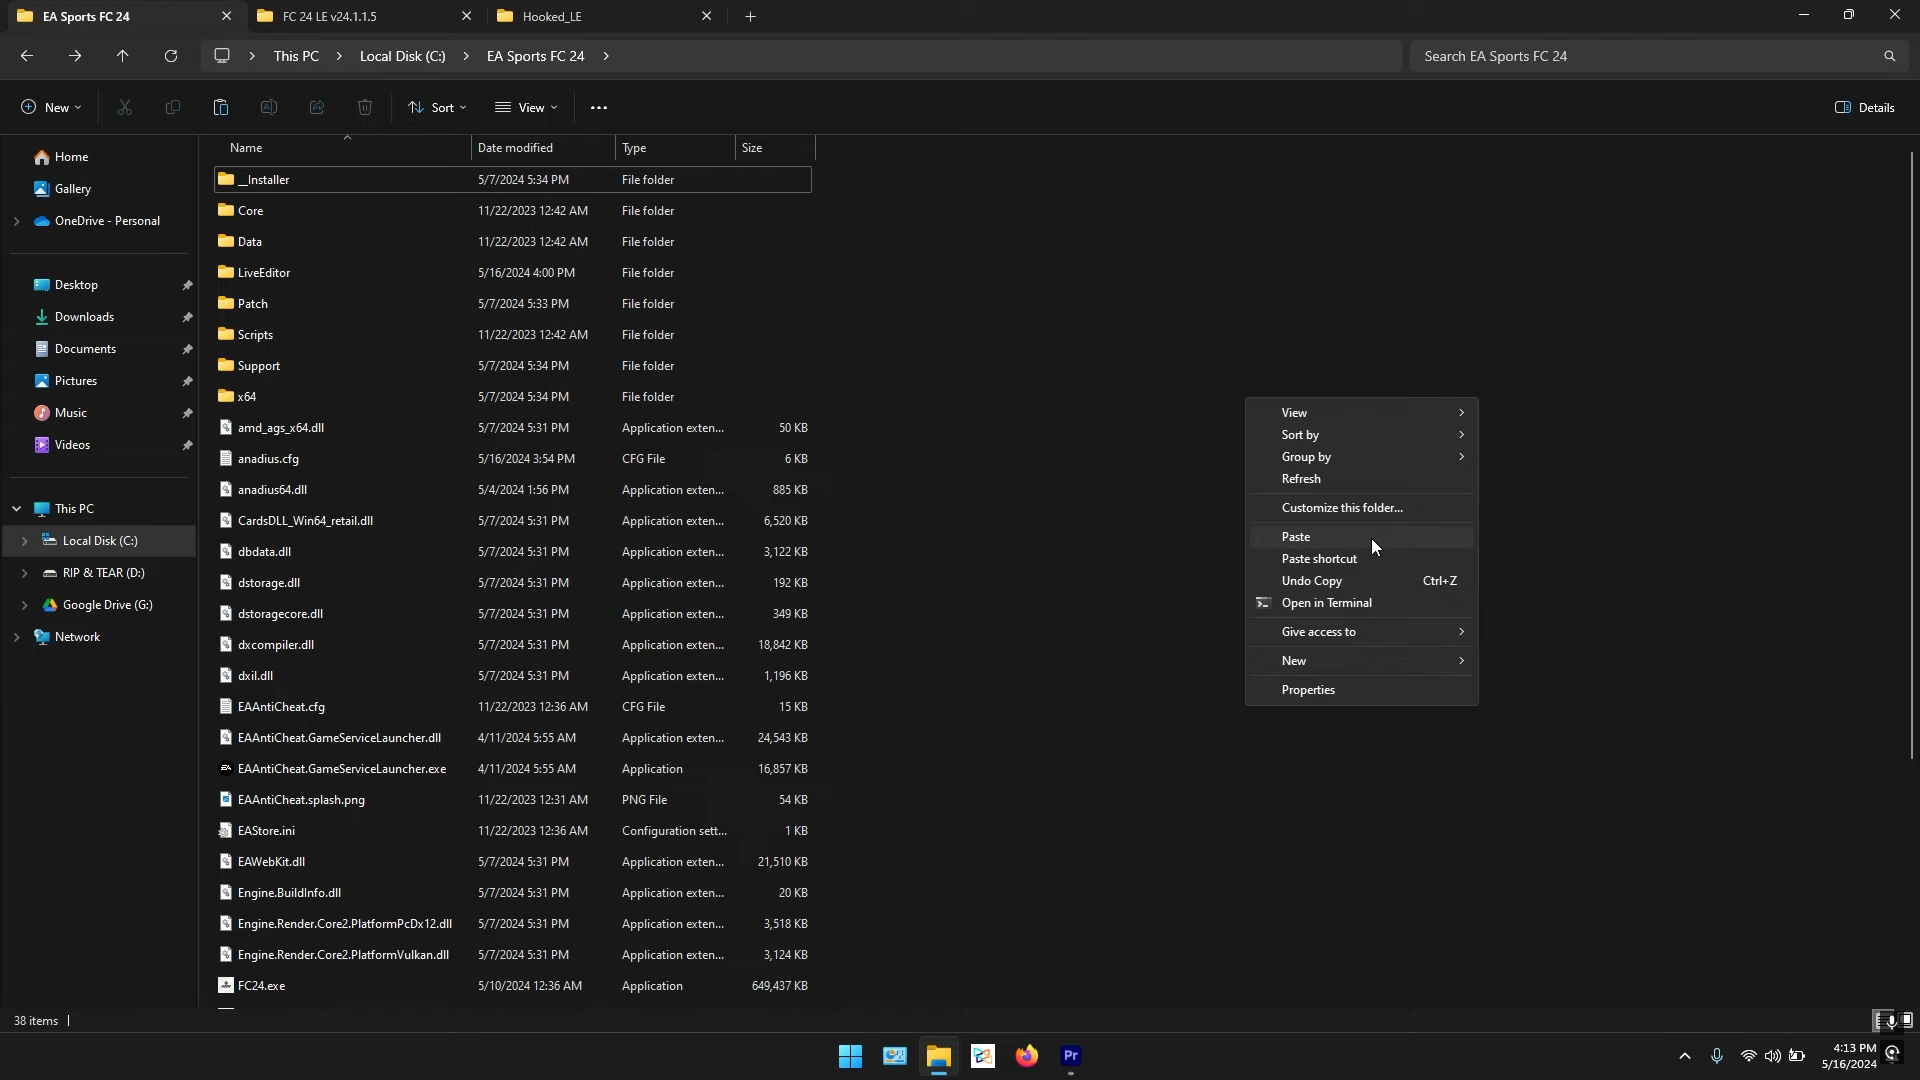 EA Sports FC 24
FC 24 LE v24.1.1.5
Hooked_LE
This PC
Local Disk (C:)
EA Sports FC 24
Search EA Sports FC 24
New
Sort
View
Details
Home
Gallery
OneDrive - Personal
Desktop
Downloads
Documents
Pictures
Music
Videos
This PC
Local Disk (C:)
RIP & TEAR (D:)
Google Drive (G:)
Network
Name Date modified Type Size
__Installer 5/7/2024 5:34 PM File folder
Core 11/22/2023 12:42 AM File folder
Data 11/22/2023 12:42 AM File folder
LiveEditor 5/16/2024 4:00 PM File folder
Patch 5/7/2024 5:33 PM File folder
Scripts 11/22/2023 12:42 AM File folder
Support 5/7/2024 5:34 PM File folder
x64 5/7/2024 5:34 PM File folder
amd_ags_x64.dll 5/7/2024 5:31 PM Application exten... 50 KB
anadius.cfg 5/16/2024 3:54 PM CFG File 6 KB
anadius64.dll 5/4/2024 1:56 PM Application exten... 885 KB
CardsDLL_Win64_retail.dll 5/7/2024 5:31 PM Application exten... 6,520 KB
dbdata.dll 5/7/2024 5:31 PM Application exten... 3,122 KB
dstorage.dll 5/7/2024 5:31 PM Application exten... 192 KB
dstoragecore.dll 5/7/2024 5:31 PM Application exten... 349 KB
dxcompiler.dll 5/7/2024 5:31 PM Application exten... 18,842 KB
dxil.dll 5/7/2024 5:31 PM Application exten... 1,196 KB
EAAntiCheat.cfg 11/22/2023 12:36 AM CFG File 15 KB
EAAntiCheat.GameServiceLauncher.dll 4/11/2024 5:55 AM Application exten... 24,543 KB
EAAntiCheat.GameServiceLauncher.exe 4/11/2024 5:55 AM Application 16,857 KB
EAAntiCheat.splash.png 11/22/2023 12:31 AM PNG File 54 KB
EAStore.ini 11/22/2023 12:36 AM Configuration sett... 1 KB
EAWebKit.dll 5/7/2024 5:31 PM Application exten... 21,510 KB
Engine.BuildInfo.dll 5/7/2024 5:31 PM Application exten... 20 KB
Engine.Render.Core2.PlatformPcDx12.dll 5/7/2024 5:31 PM Application exten... 3,518 KB
Engine.Render.Core2.PlatformVulkan.dll 5/7/2024 5:31 PM Application exten... 3,124 KB
FC24.exe 5/10/2024 12:36 AM Application 649,437 KB
View
Sort by
Group by
Refresh
Customize this folder...
Paste
Paste shortcut
Undo Copy Ctrl+Z
Open in Terminal
Give access to
New
Properties
38 items
Pr
4:13 PM
5/16/2024